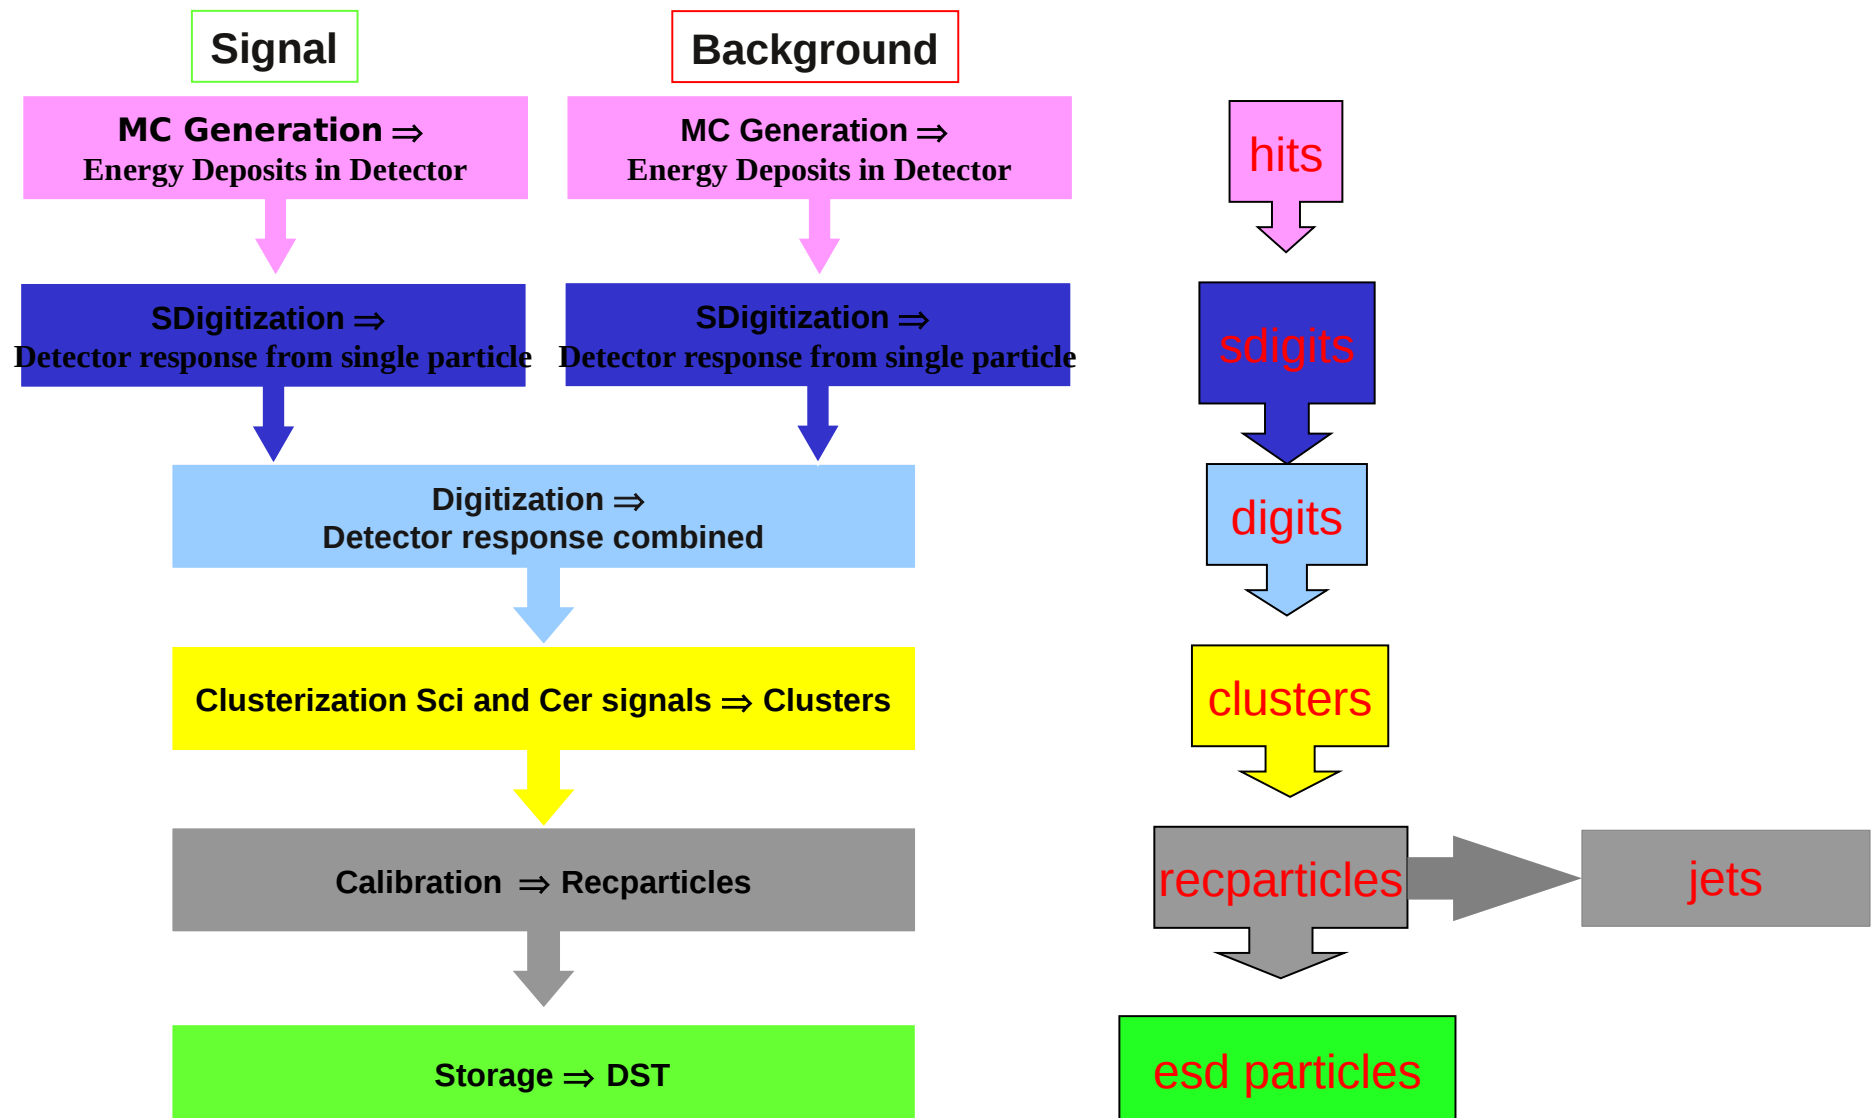 Signal
Background
MC Generation ⇒
Energy Deposits in Detector
MC Generation ⇒
Energy Deposits in Detector
hits
SDigitization ⇒
Detector response from single particle
SDigitization ⇒
Detector response from single particle
sdigits
Digitization ⇒
Detector response combined
digits
Clusterization Sci and Cer signals ⇒ Clusters
clusters
Calibration ⇒ Recparticles
recparticles
jets
Storage ⇒ DST
esd particles